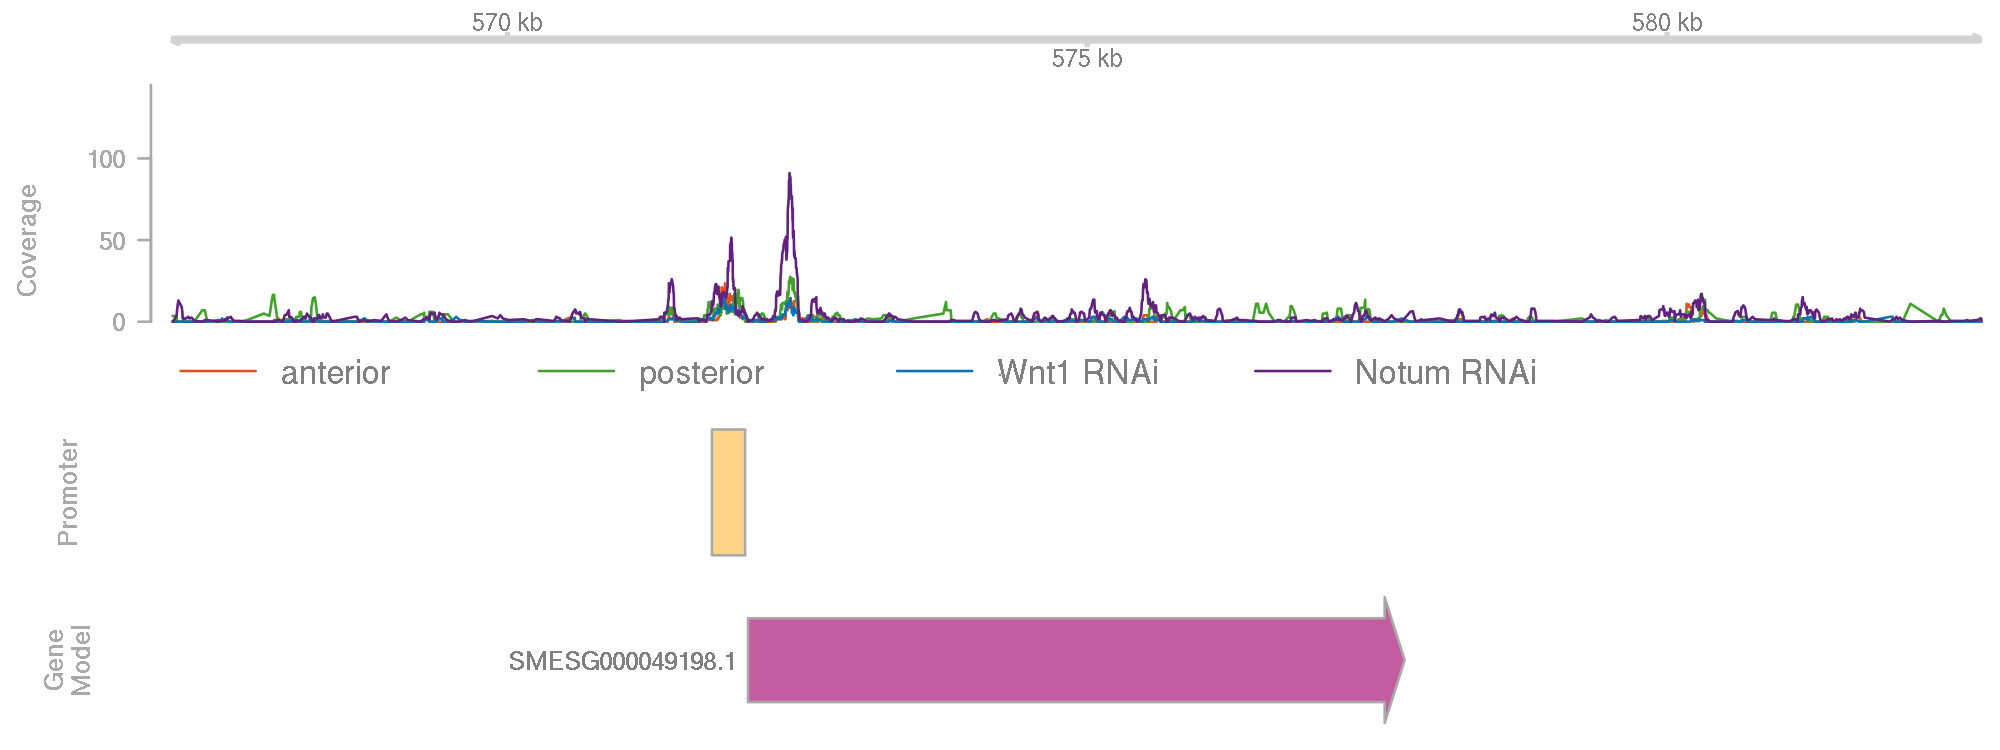 570 kb
580 kb
575 kb
Coverage
100
50
0
anterior posterior Wnt1 RNAi Notum RNAi
Promoter
Gene
Model
SMESG000049198.1